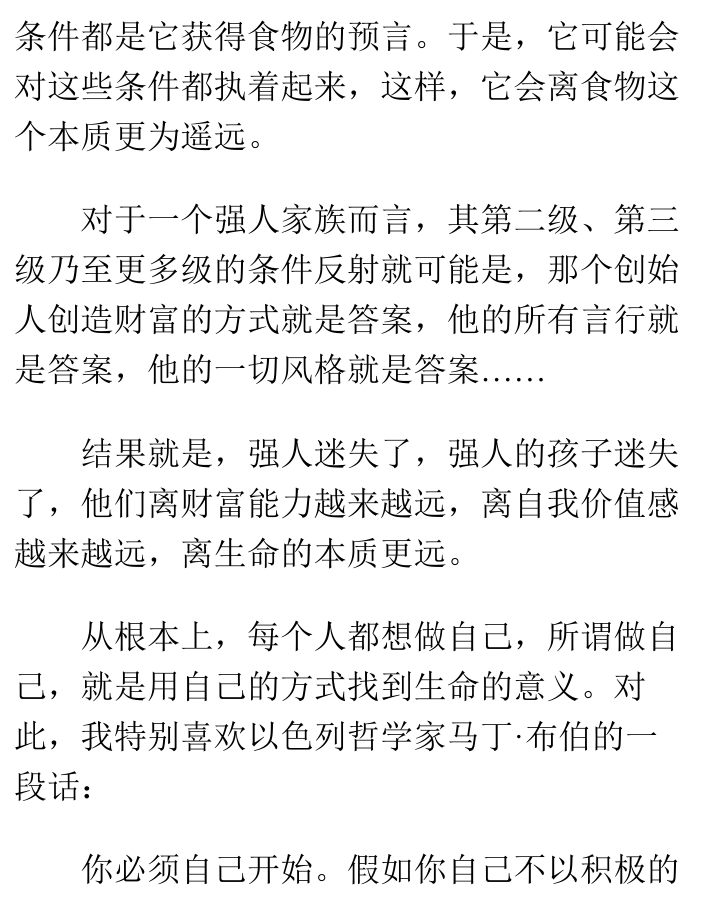 条件都是它获得食物的预言。于是，它可能会
对这些条件都执着起来，这样，它会离食物这
个本质更为遥远。
对于一个强人家族而言，其第二级、第三
级乃至更多级的条件反射就可能是，那个创始
人创造财富的方式就是答案，他的所有言行就
是答案，他的一切风格就是答案……
结果就是，强人迷失了，强人的孩子迷失
了，他们离财富能力越来越远，离自我价值感
越来越远，离生命的本质更远。
从根本上，每个人都想做自己，所谓做自
己，就是用自己的方式找到生命的意义。对
此，我特别喜欢以色列哲学家马丁·布伯的一
段话：
你必须自己开始。假如你自己不以积极的